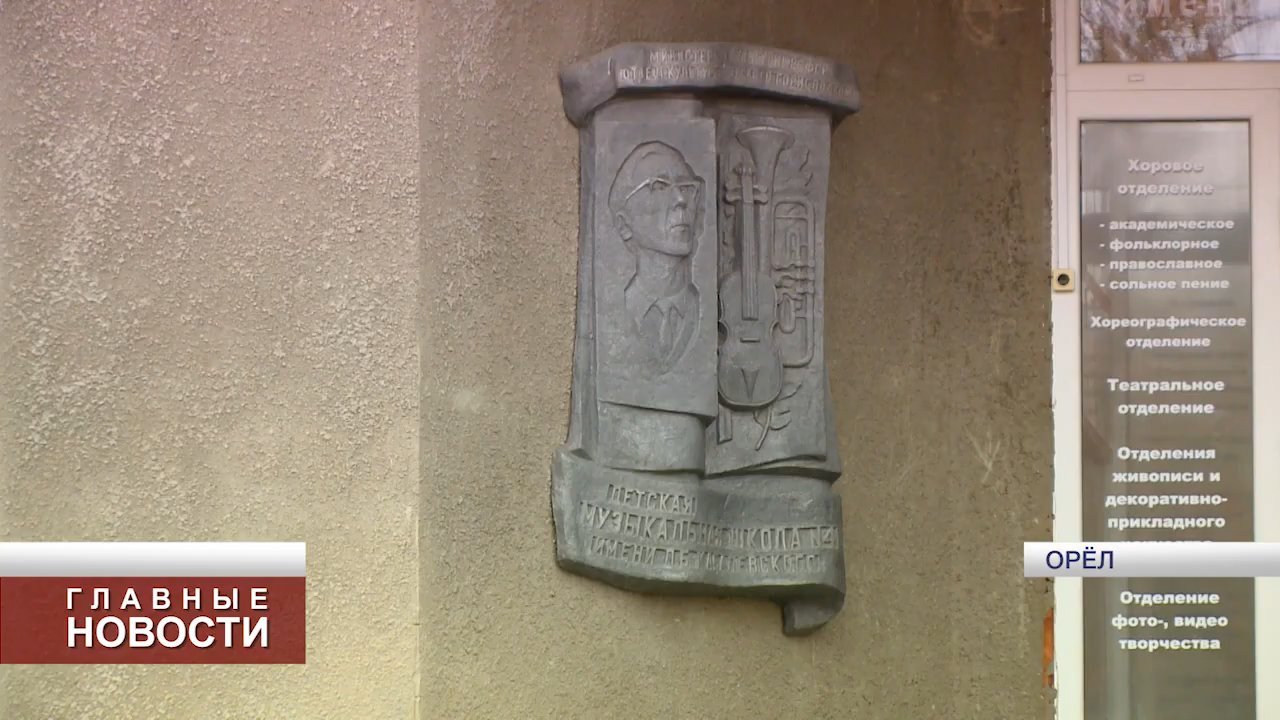 имени
ДЕТСКАЯ
МУЗЫКАЛЬНАЯ ШКОЛА №1
ИМЕНИ
Хоровое
отделение
- академическое
- фольклорное
- православное
- сольное пение
Хореографическое
отделение
Театральное
отделение
Отделения
живописи и
декоративно-
прикладного
Отделение
фото-, видео
творчества
ОРЁЛ
ГЛАВНЫЕ
НОВОСТИ